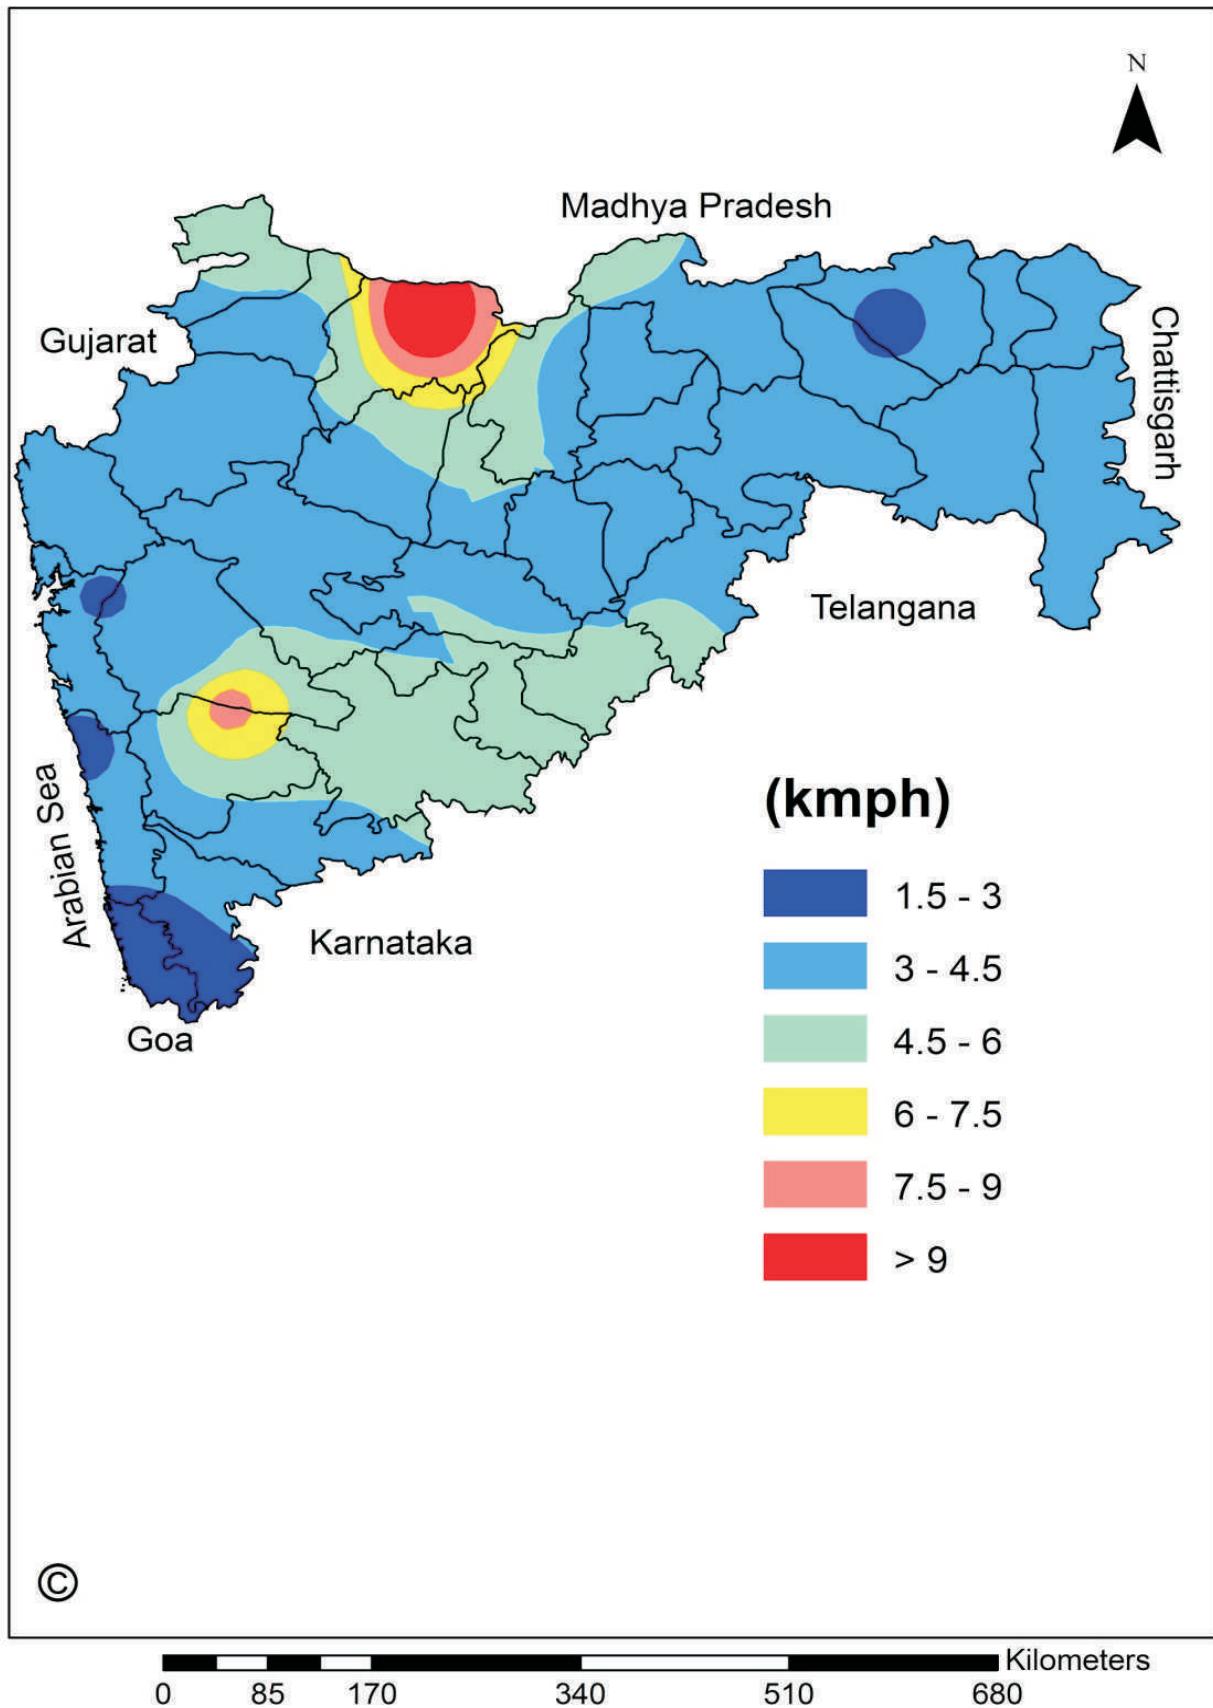 N
Madhya Pradesh
Gujarat
Chattisgarh
Telangana
Arabian Sea
Karnataka
Goa
(kmph)
1.5 - 3
3 - 4.5
4.5 - 6
6 - 7.5
7.5 - 9
> 9
©
Kilometers
0 85 170 340 510 680